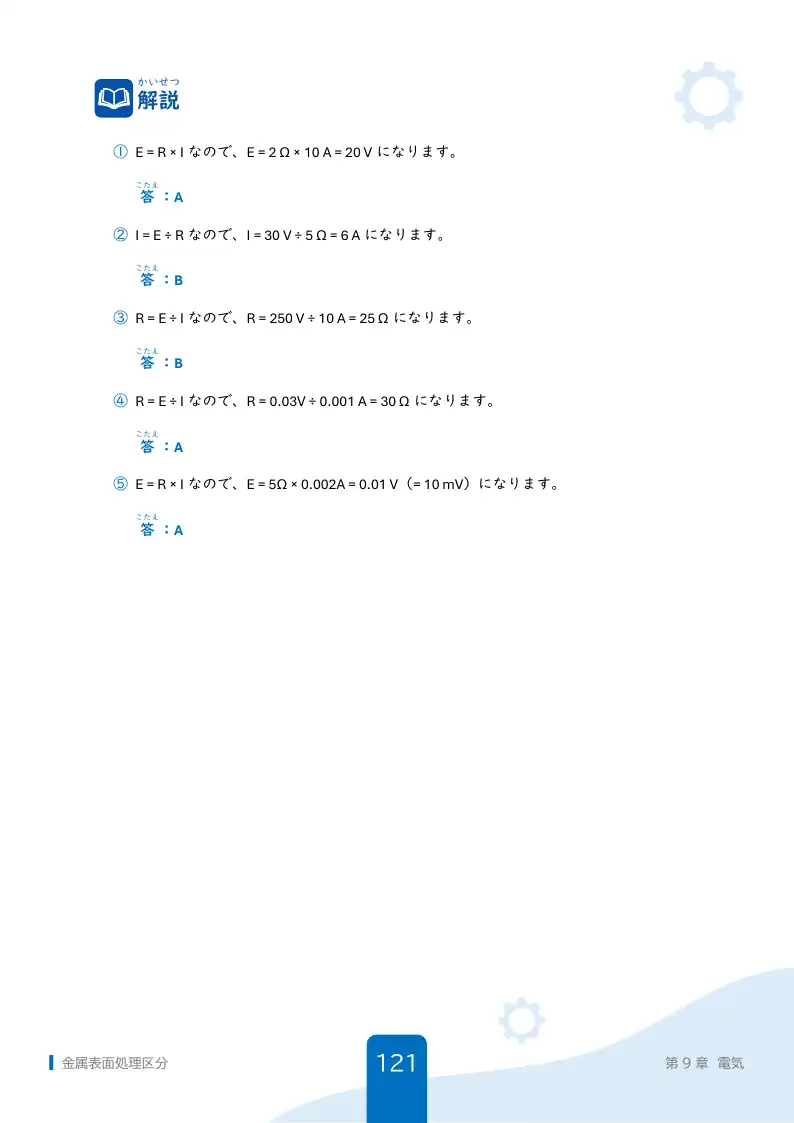 かいせつ
解説
① E = R × I なので、E = 2 Ω × 10 A = 20 V になります。
こたえ
答：A
② I = E ÷ R なので、I = 30 V ÷ 5 Ω = 6 A になります。
こたえ
答：B
③ R = E ÷ I なので、R = 250 V ÷ 10 A = 25 Ω になります。
こたえ
答：B
④ R = E ÷ I なので、R = 0.03V ÷ 0.001 A = 30 Ω になります。
こたえ
答：A
⑤ E = R × I なので、E = 5Ω × 0.002A = 0.01 V（= 10 mV）になります。
こたえ
答：A
金属表面処理区分
121
第 9 章 電気